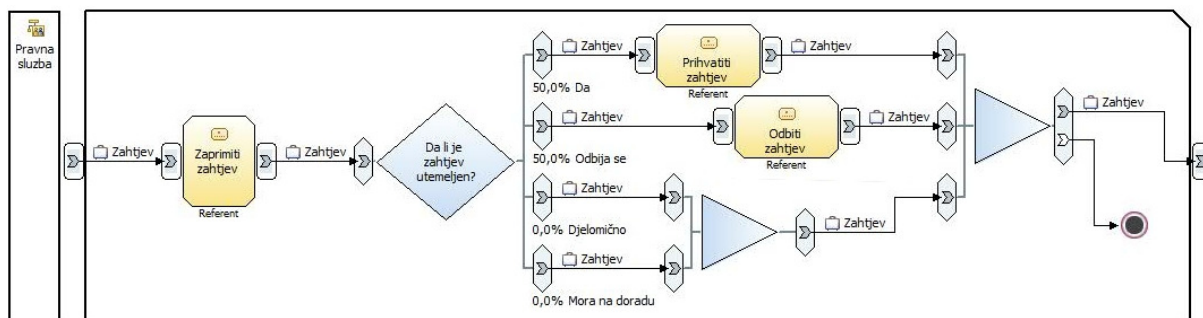 Pravna
sluzba
Zahtjev
Zaprimiti
zahtjev
Referent
Zahtjev
Da li je
zahtjev
utemeljen?
Zahtjev
50,0% Da
Prihvatiti
zahtjev
Referent
Zahtjev
Zahtjev
50,0% Odbija se
Odbiti
zahtjev
Referent
Zahtjev
Zahtjev
0,0% Djelomično
Zahtjev
0,0% Mora na doradu
Zahtjev
Zahtjev